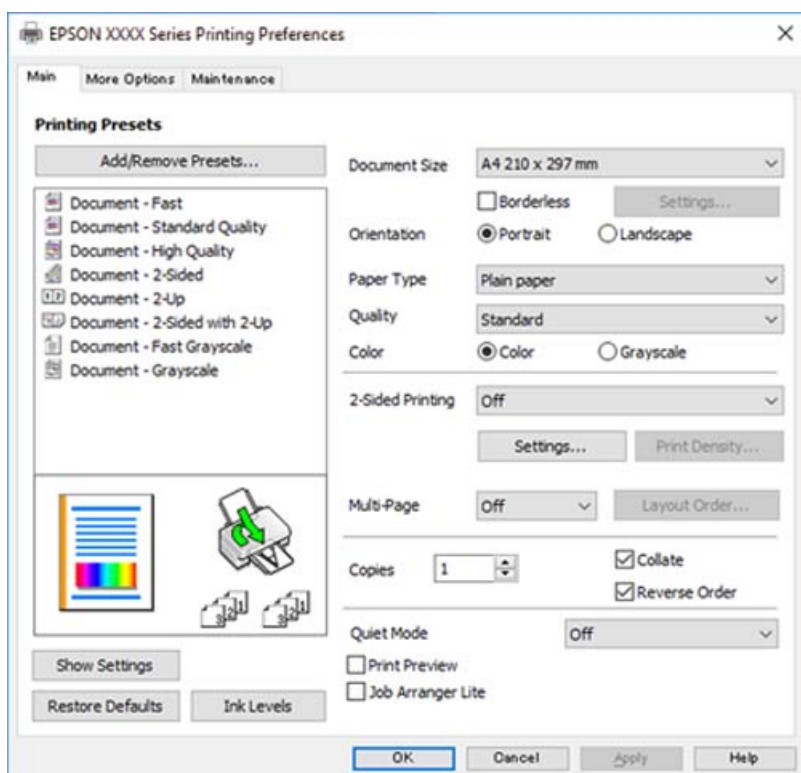 EPSON XXXX Series Printing Preferences
Main
More Options
Maintenance
Printing Presets
Add/Remove Presets...
Document - Fast
Document - Standard Quality
Document - High Quality
Document - 2-Sided
Document - 2-Up
Document - 2-Sided with 2-Up
Document - Fast Grayscale
Document - Grayscale
Show Settings
Restore Defaults
Ink Levels
Document Size
A4 210 x 297 mm
Borderless
Settings...
Orientation
Portrait
Landscape
Paper Type
Plain paper
Quality
Standard
Color
Color
Grayscale
2-Sided Printing
Off
Settings...
Print Density...
Multi-Page
Off
Layout Order...
Copies
1
Collate
Reverse Order
Quiet Mode
Off
Print Preview
Job Arranger Lite
OK
Cancel
Apply
Help